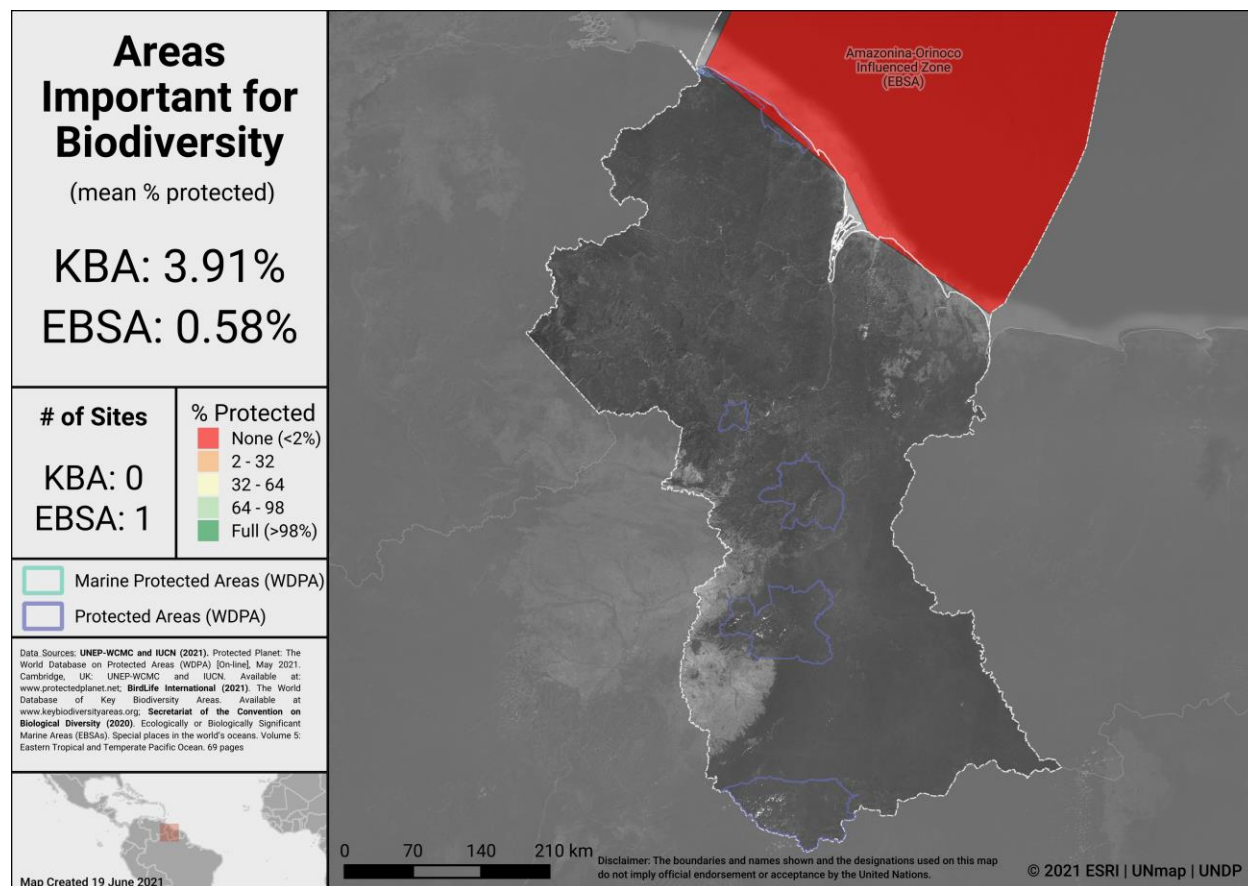 Areas
Important for
Biodiversity
(mean % protected)
KBA: 3.91%
EBSA: 0.58%
# of Sites
KBA: 0
EBSA: 1
% Protected
None (<2%)
2 - 32
32 - 64
64 - 98
Full (>98%)
Marine Protected Areas (WDPA)
Protected Areas (WDPA)
Data Sources: UNEP-WCMC and IUCN (2021). Protected Planet: The
World Database on Protected Areas (WDPA) [On-line], May 2021.
Cambridge, UK: UNEP-WCMC and IUCN. Available at:
www.protectedplanet.net; BirdLife International (2021). The World
Database of Key Biodiversity Areas. Available at
www.keybiodiversityareas.org; Secretariat of the Convention on
Biological Diversity (2020). Ecologically or Biologically Significant
Marine Areas (EBSAs). Special places in the world's oceans. Volume 5:
Eastern Tropical and Temperate Pacific Ocean. 69 pages
Map Created 19 June 2021
Amazonina-Orinoco
Influenced Zone
(EBSA)
0 70 140 210 km
Disclaimer: The boundaries and names shown and the designations used on this map
do not imply official endorsement or acceptance by the United Nations.
© 2021 ESRI | UNmap | UNDP